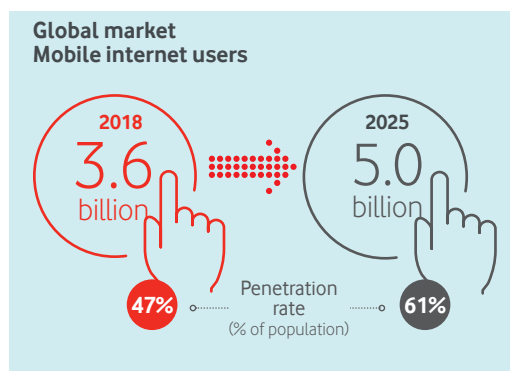 Global market
Mobile internet users
2018
3.6
billion
2025
5.0
billion
47%
Penetration
rate
(% of population)
61%